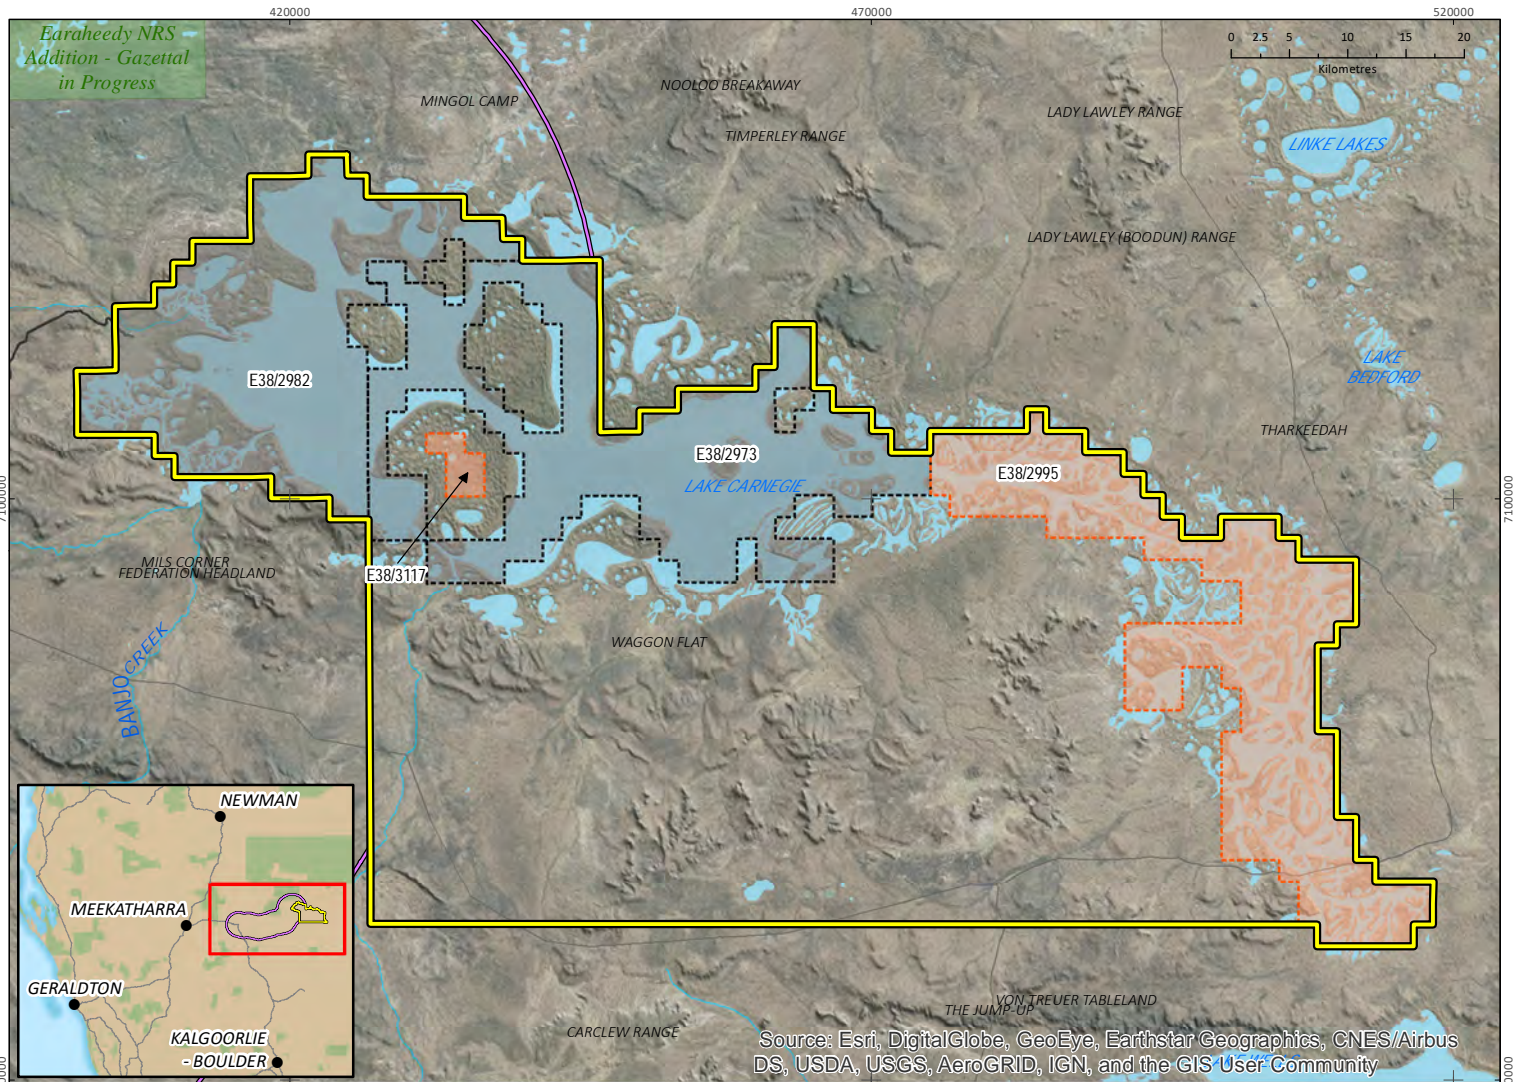 420000
470000
520000
Earaheedy NRS
Addition - Gazettal
in Progress
0 2.5 5 10 15 20
Kilometres
MINGOL CAMP
NOOLOO BREAKAWAY
TIMPERLEY RANGE
LADY LAWLEY RANGE
LINKE LAKES
LADY LAWLEY (BOODUN) RANGE
LAKE
BEDFORD
E38/2982
THARKEEDAH
E38/2973
E38/2995
LAKE CARNEGIE
7100000
7100000
MILS CORNER
FEDERATION HEADLAND
E38/3117
WAGGON FLAT
BANJO CREEK
NEWMAN
MEEKATHARRA
GERALDTON
KALGOORLIE
- BOULDER
VON TREUER TABLELAND
THE JUMP-UP
CARCLEW RANGE
Source: Esri, DigitalGlobe, GeoEye, Earthstar Geographics, CNES/Airbus
DS, USDA, USGS, AeroGRID, IGN, and the GIS User Community